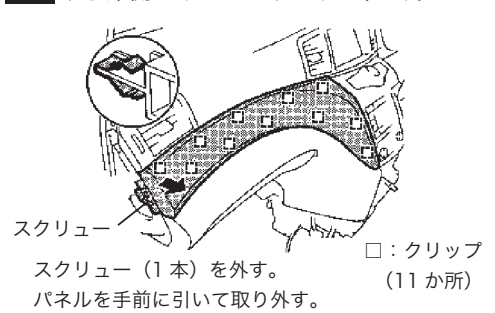 スクリュー
□：クリップ
（11 か所）
スクリュー（1 本）を外す。
パネルを手前に引いて取り外す。